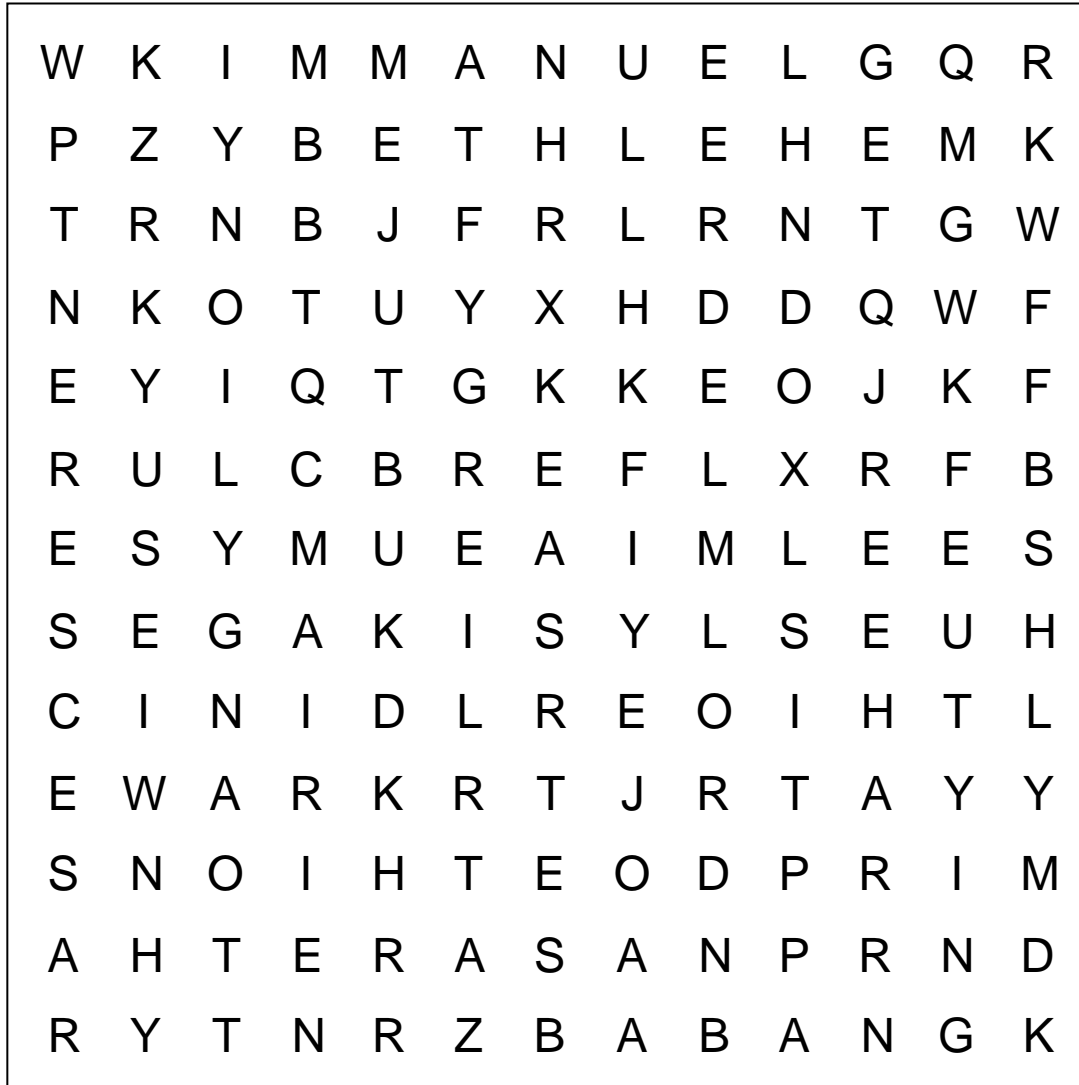 W K I M M A N U E L G Q R
P Z Y B E T H L E H E M K
T R N B J F R L R N T G W
N K O T U Y X H D D Q W F
E Y I Q T G K K E O J K F
R U L C B R E F L X R F B
E S Y M U E A I M L E E S
S E G A K I S Y L S E U H
C I N I D L R E O I H T L
E W A R K R T J R T A Y Y
S N O I H T E O D P R I M
A H T E R A S A N P R N D
R Y T N R Z B A B A N G K